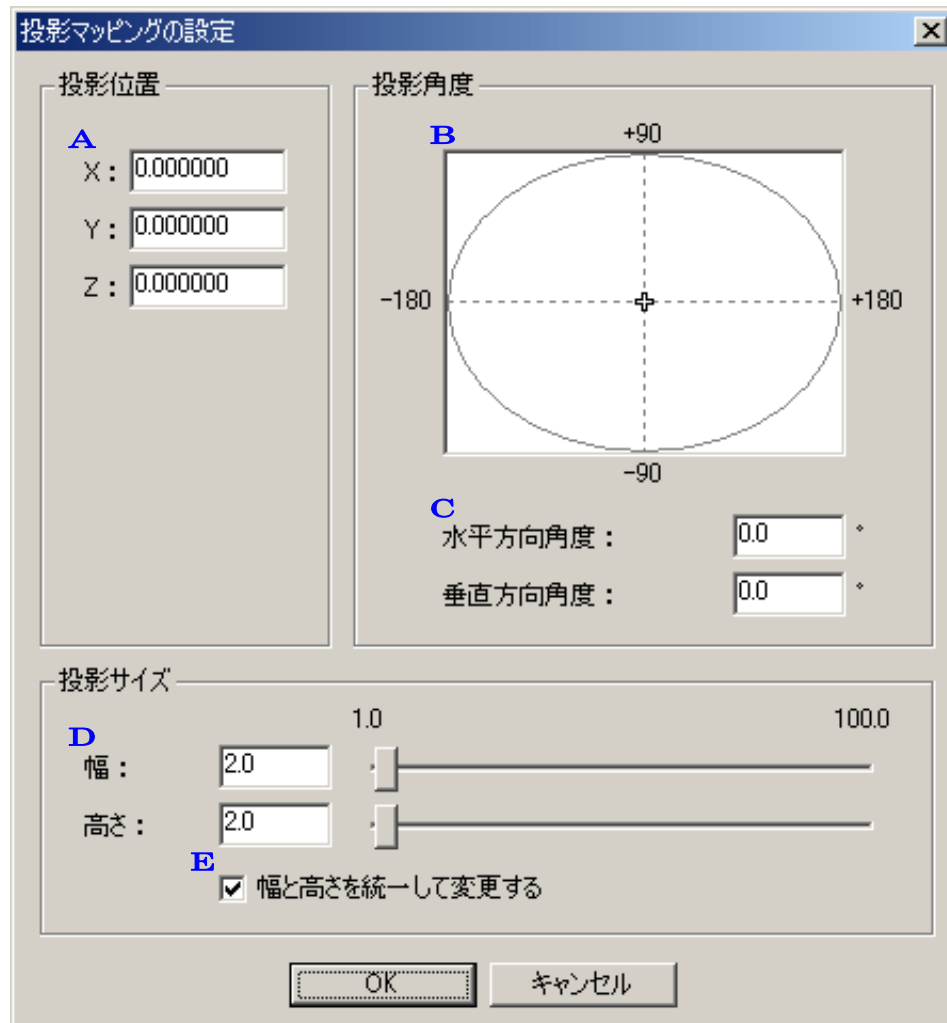 投影マッピングの設定
投影位置
A
X： 0.000000
Y： 0.000000
Z： 0.000000
投影角度
B
+90
-180
+180
-90
C
水平方向角度： 0.0 °
垂直方向角度： 0.0 °
投影サイズ
1.0 100.0
D
幅： 2.0
高さ： 2.0
E
幅と高さを統一して変更する
OK
キャンセル